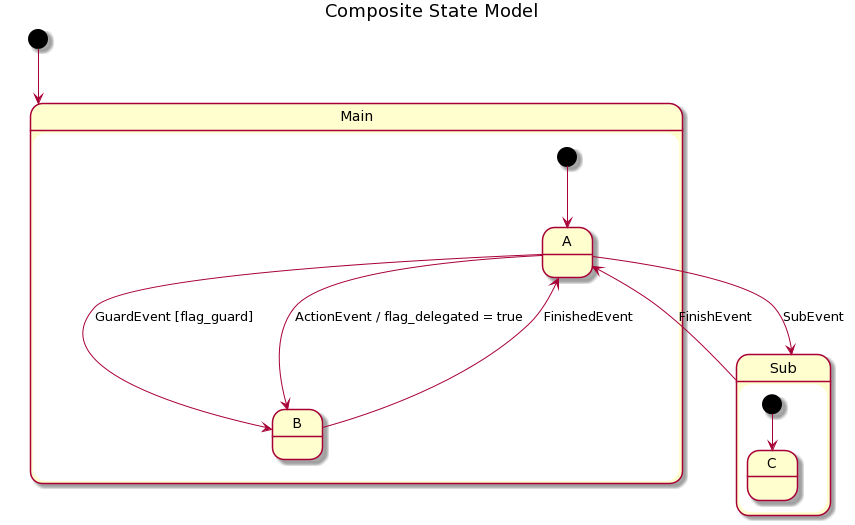 Composite State Model
Main
A
GuardEvent [flag_guard]
ActionEvent / flag_delegated = true
FinishedEvent
FinishEvent
SubEvent
Sub
B
C